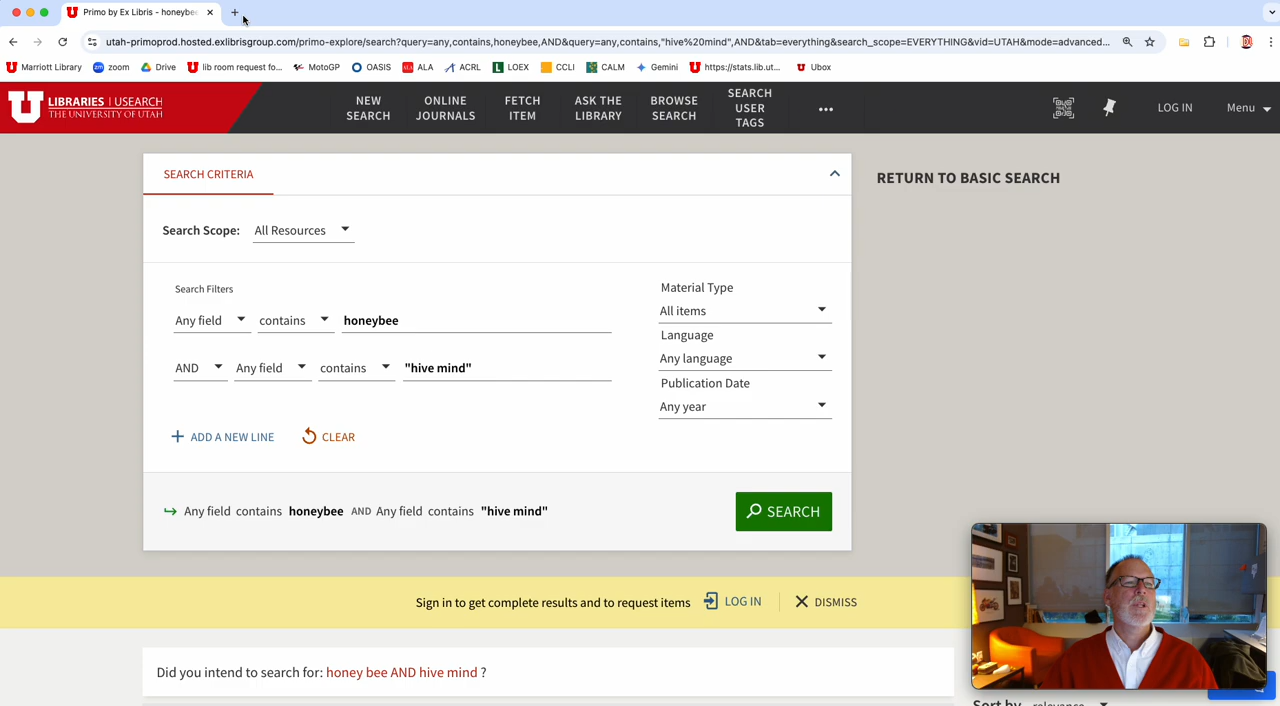 Primo by Ex Libris - honeybe
utah-primoprod.hosted.exlibrisgroup.com/primo-explore/search?query=any,contains,honeybee,AND&query=any,contains,"hive%20mind",AND&tab=everything&search_scope=EVERYTHING&vid=UTAH&mode=advanced...
Marriott Library zoom Drive lib room request fo... MotoGP OASIS ALA ACRL LOEX CCLI CALM Gemini https://stats.lib.ut... Ubox
LIBRARIES | USEARCH
THE UNIVERSITY OF UTAH
NEW SEARCH
ONLINE JOURNALS
FETCH ITEM
ASK THE LIBRARY
BROWSE SEARCH
SEARCH USER TAGS
LOG IN
Menu
SEARCH CRITERIA
RETURN TO BASIC SEARCH
Search Scope: All Resources
Search Filters
Any field contains honeybee
AND Any field contains "hive mind"
Material Type
All items
Language
Any language
Publication Date
Any year
ADD A NEW LINE CLEAR
Any field contains honeybee AND Any field contains "hive mind"
SEARCH
Sign in to get complete results and to request items LOG IN DISMISS
Did you intend to search for: honey bee AND hive mind ?
Sort by relevance